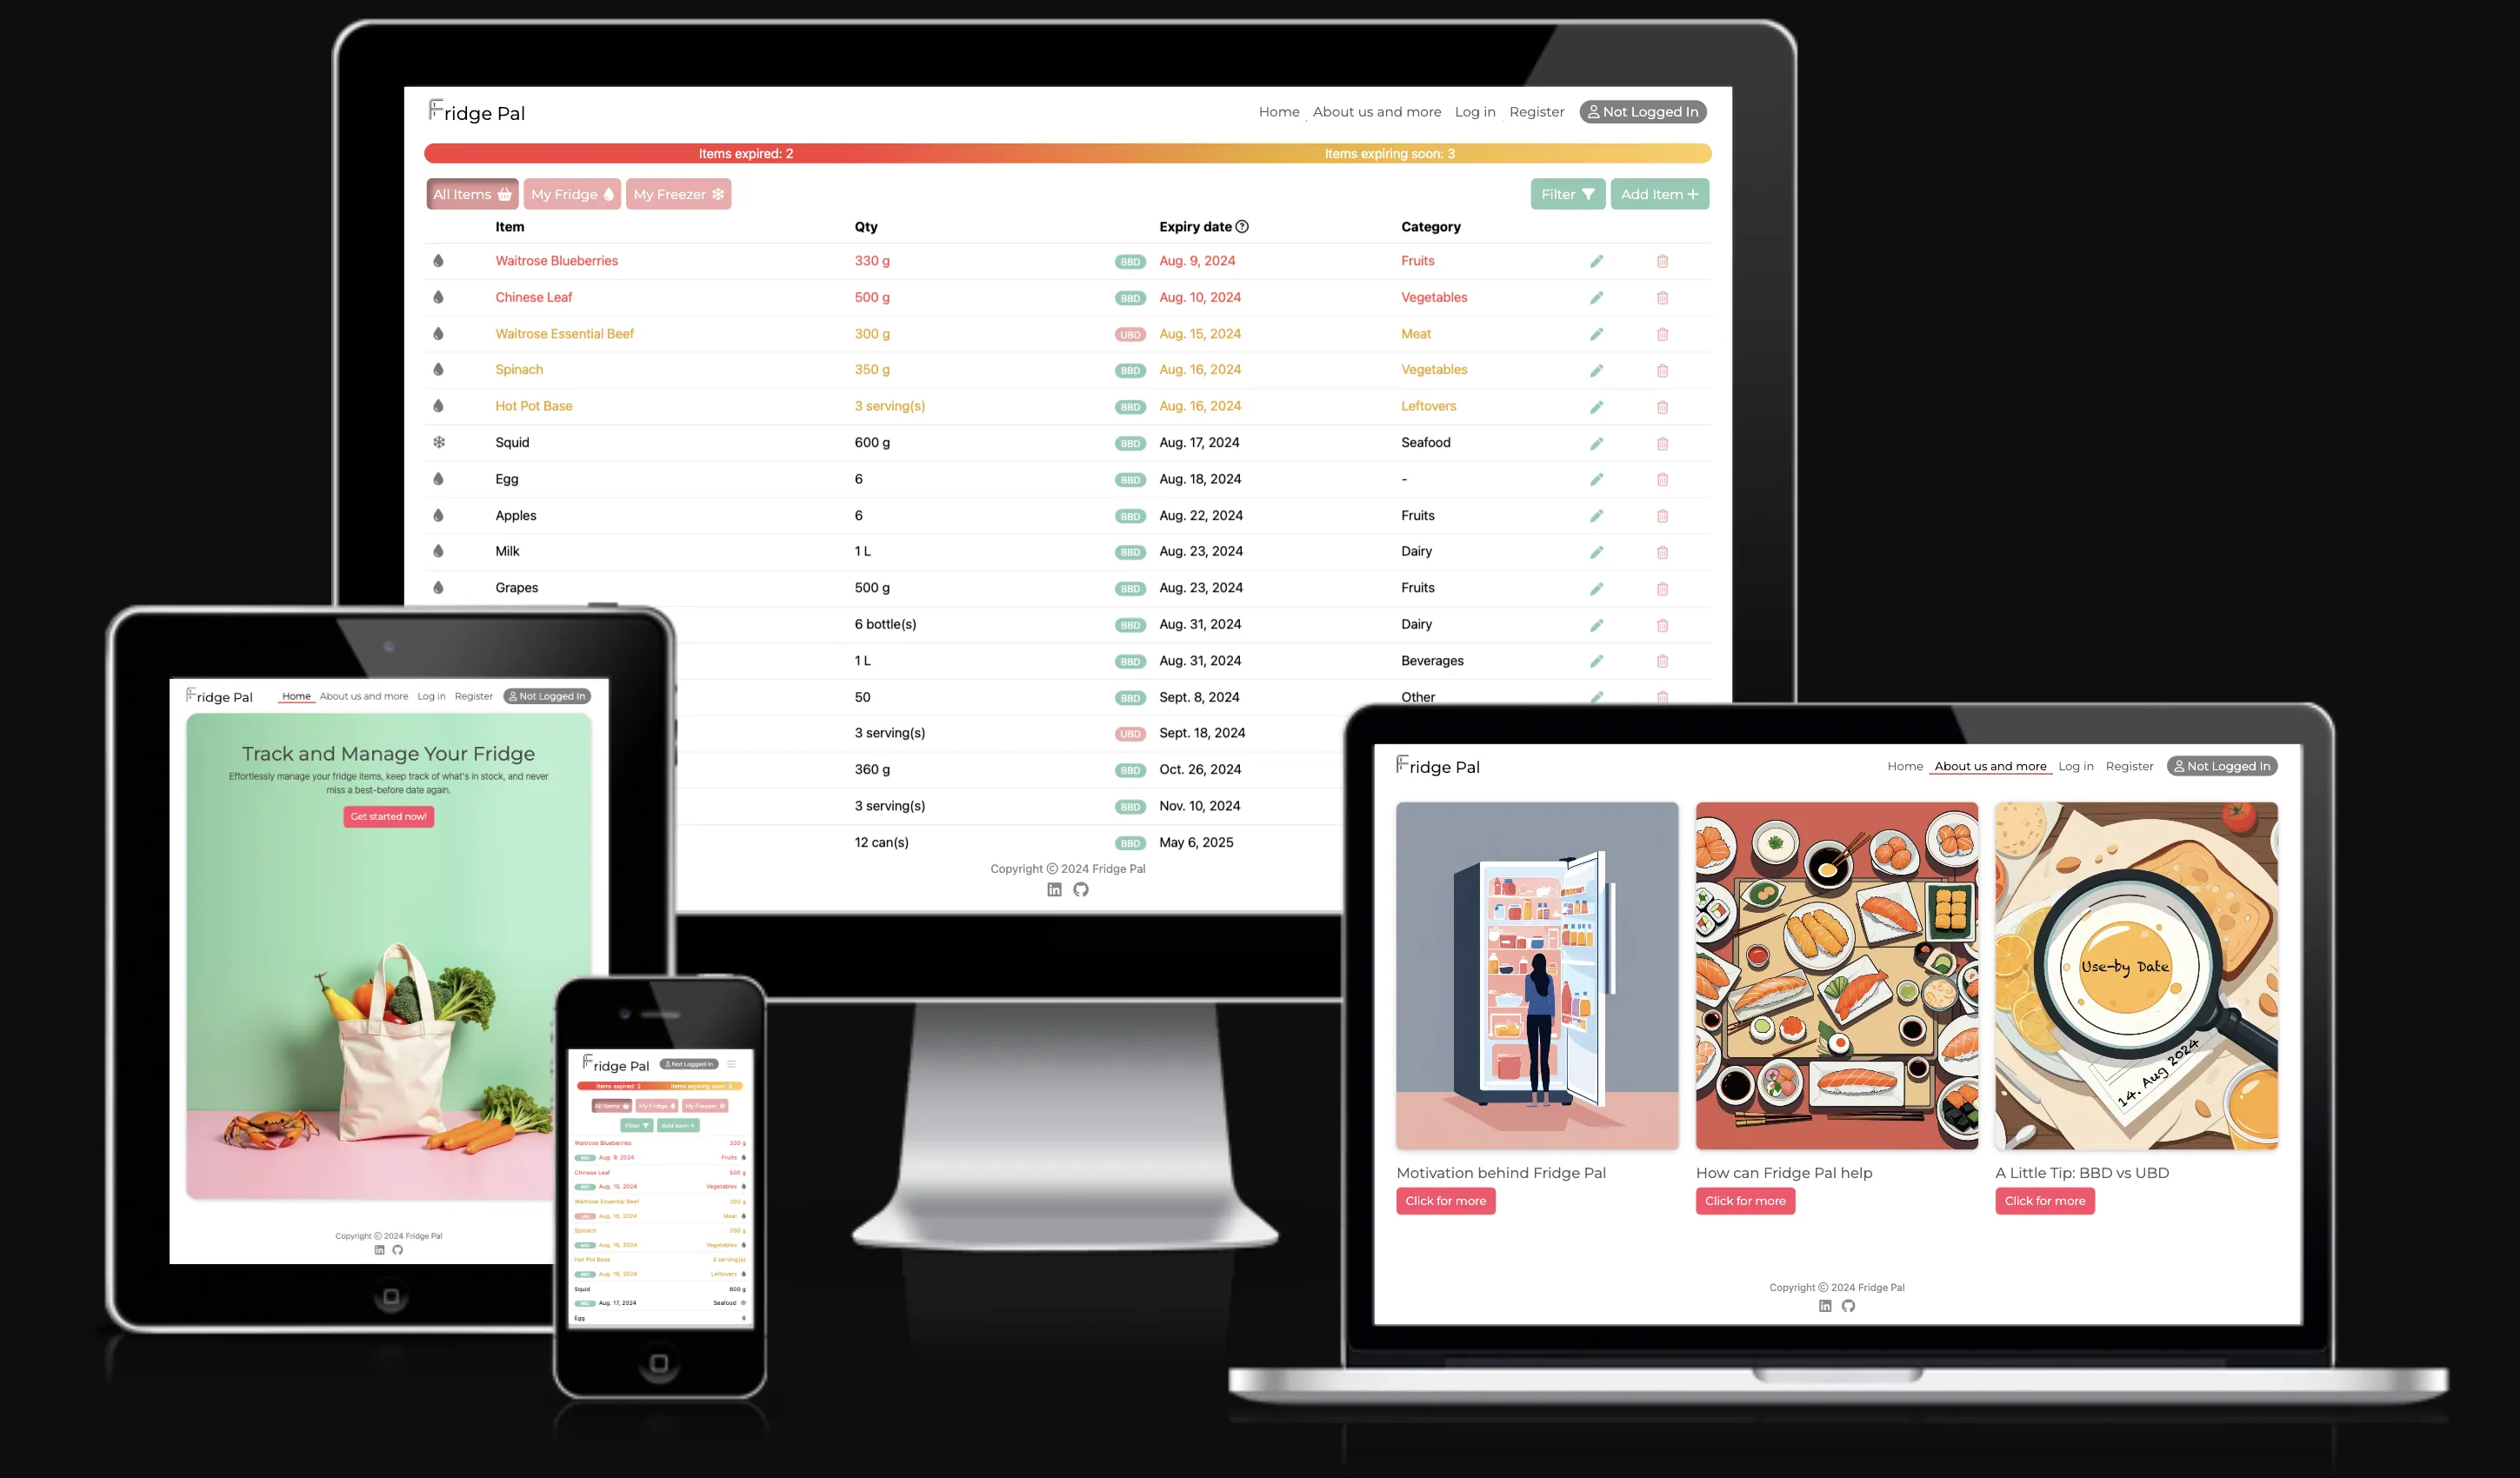 Fridge Pal
Home About us and more Log in Register Not Logged In
Items expired: 2 Items expiring soon: 3
All Items My Fridge My Freezer Filter Add Item +
Item Qty Expiry date Category
Waitrose Blueberries 330 g BBD Aug. 9, 2024 Fruits
Chinese Leaf 500 g BBD Aug. 10, 2024 Vegetables
Waitrose Essential Beef 300 g UBD Aug. 15, 2024 Meat
Spinach 350 g BBD Aug. 16, 2024 Vegetables
Hot Pot Base 3 serving(s) BBD Aug. 16, 2024 Leftovers
Squid 600 g BBD Aug. 17, 2024 Seafood
Egg 6 BBD Aug. 18, 2024 -
Apples 6 BBD Aug. 22, 2024 Fruits
Milk 1 L BBD Aug. 23, 2024 Dairy
Grapes 500 g BBD Aug. 23, 2024 Fruits
6 bottle(s) BBD Aug. 31, 2024 Dairy
1 L BBD Aug. 31, 2024 Beverages
50 BBD Sept. 8, 2024 Other
3 serving(s) UBD Sept. 18, 2024
360 g BBD Oct. 26, 2024
3 serving(s) BBD Nov. 10, 2024
12 can(s) BBD May 6, 2025
Copyright © 2024 Fridge Pal
Fridge Pal
Home About us and more Log in Register Not Logged In
Track and Manage Your Fridge
Effortlessly manage your fridge items, keep track of what's in stock, and never
miss a best-before date again.
Get started now!
Copyright © 2024 Fridge Pal
Fridge Pal Not Logged In
Items expired: 2 Items expiring soon:
All Items My Fridge My Freezer
Filter Add Item +
Waitrose Blueberries 330 g
Aug. 9, 2024 Fruits
Chinese Leaf 500 g
Aug. 10, 2024 Vegetables
Waitrose Essential Beef 300 g
Aug. 15, 2024 Meat
Spinach 350 g
Aug. 16, 2024 Vegetables
Hot Pot Base 3 serving(s)
Aug. 16, 2024 Leftovers
Squid 600 g
Aug. 17, 2024 Seafood
Egg 6
Fridge Pal
Home About us and more Log in Register Not Logged In
Use-by Date
14. Aug 2024
Motivation behind Fridge Pal
Click for more
How can Fridge Pal help
Click for more
A Little Tip: BBD vs UBD
Click for more
Copyright © 2024 Fridge Pal